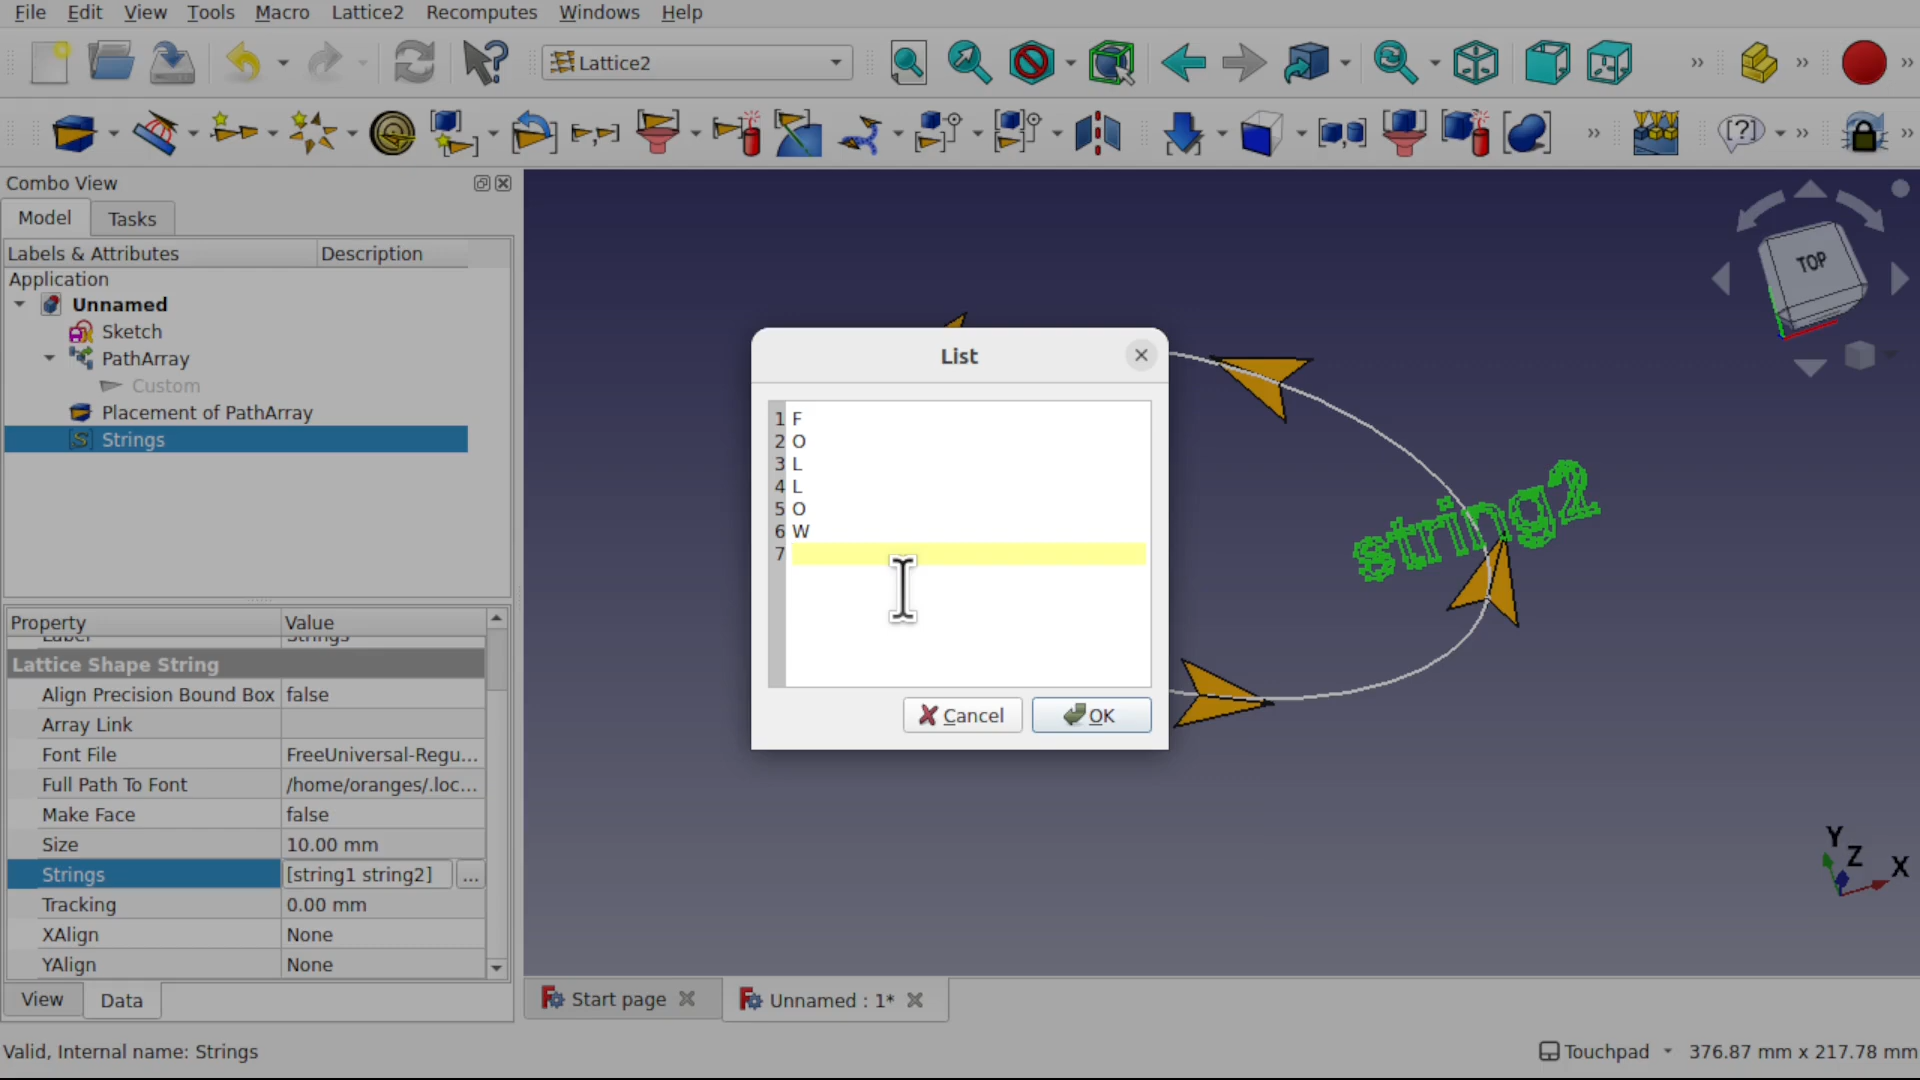 File Edit View Tools Macro Lattice2 Recomputes Windows Help
Lattice2
Combo View
Model Tasks
Labels & Attributes Description
Application
Unnamed
Sketch
PathArray
Custom
Placement of PathArray
Strings
Property Value
Label Strings
Lattice Shape String
Align Precision Bound Box false
Array Link
Font File FreeUniversal-Regu...
Full Path To Font /home/oranges/.loc...
Make Face false
Size 10.00 mm
Strings [string1 string2] ...
Tracking 0.00 mm
XAlign None
YAlign None
View Data
List
1 F
2 O
3 L
4 L
5 O
6 W
7
Cancel OK
string2
TOP
Y
Z
X
Start page Unnamed : 1*
Valid, Internal name: Strings
Touchpad 376.87 mm x 217.78 mm